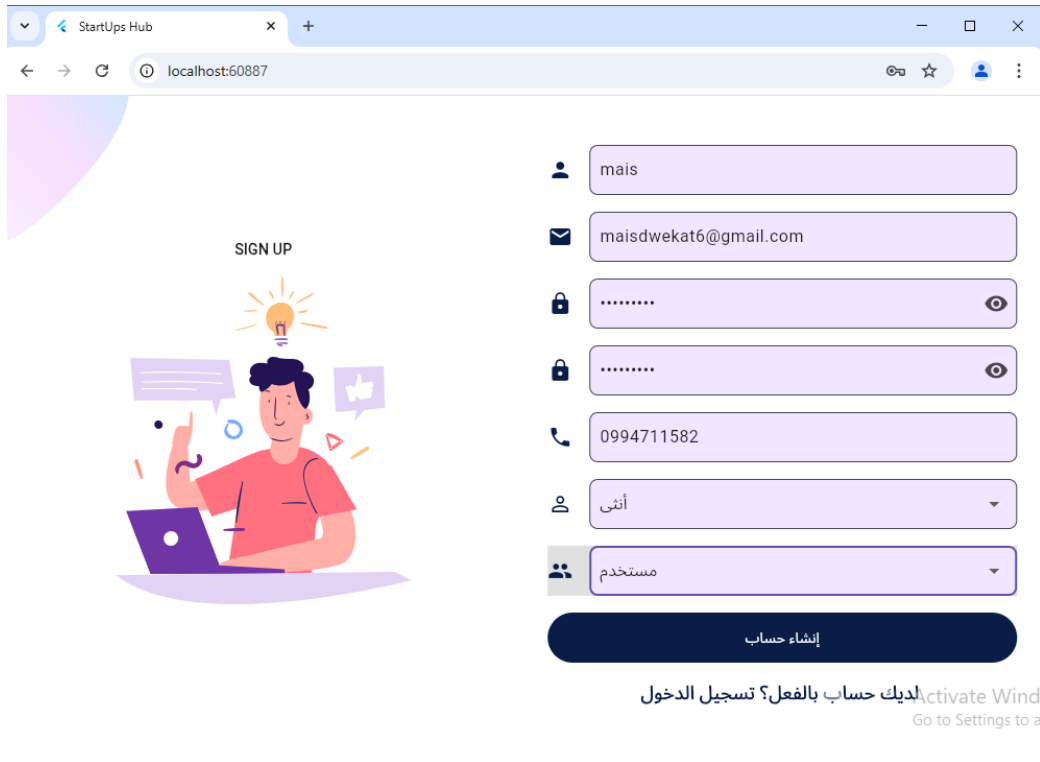 StartUps Hub
localhost:60887
SIGN UP
mais
maisdwekat6@gmail.com
•••••••••
•••••••••
0994711582
أنثى
مستخدم
إنشاء حساب
لديك حساب بالفعل؟ تسجيل الدخول
Activate Wind
Go to Settings to a